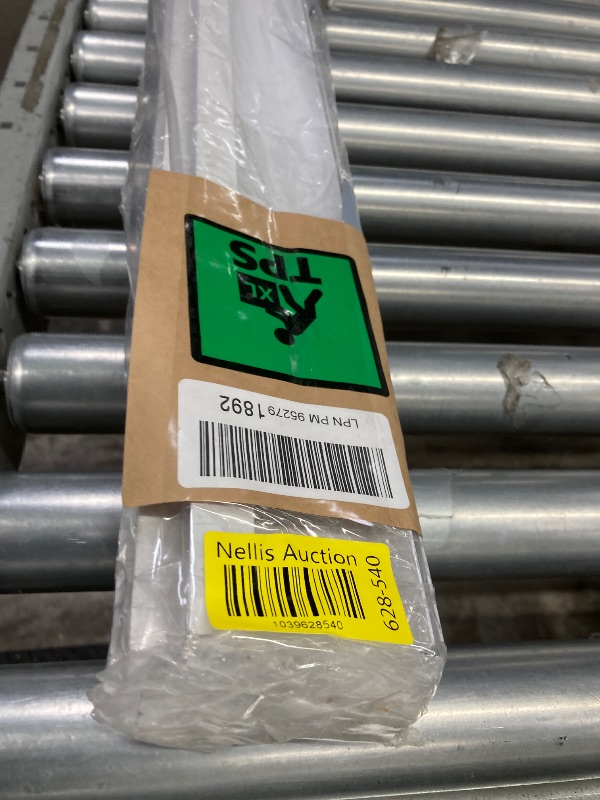 TPS
XL
LPN PM 95279 1892
Nellis Auction
1039628540
628-540